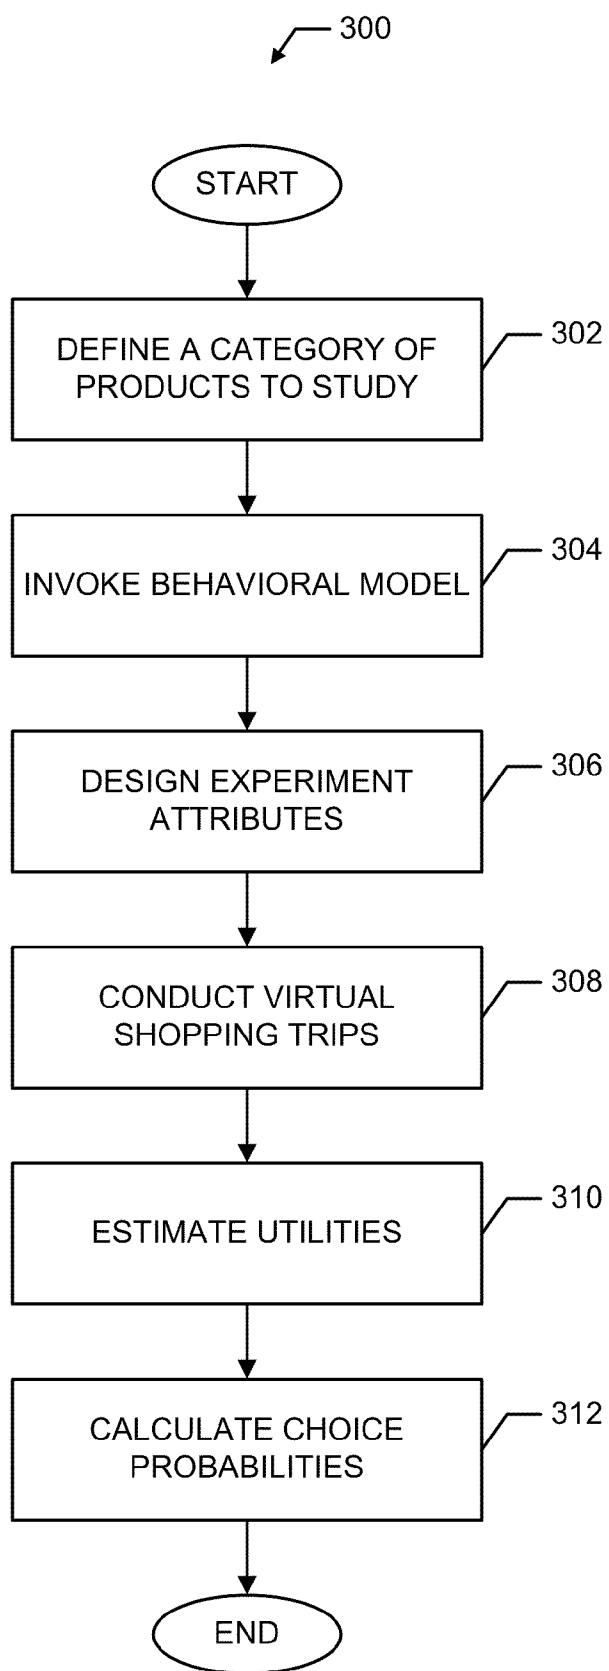 300
START
DEFINE A CATEGORY OF
PRODUCTS TO STUDY
302
INVOKE BEHAVIORAL MODEL
304
DESIGN EXPERIMENT
ATTRIBUTES
306
CONDUCT VIRTUAL
SHOPPING TRIPS
308
ESTIMATE UTILITIES
310
CALCULATE CHOICE
PROBABILITIES
312
END